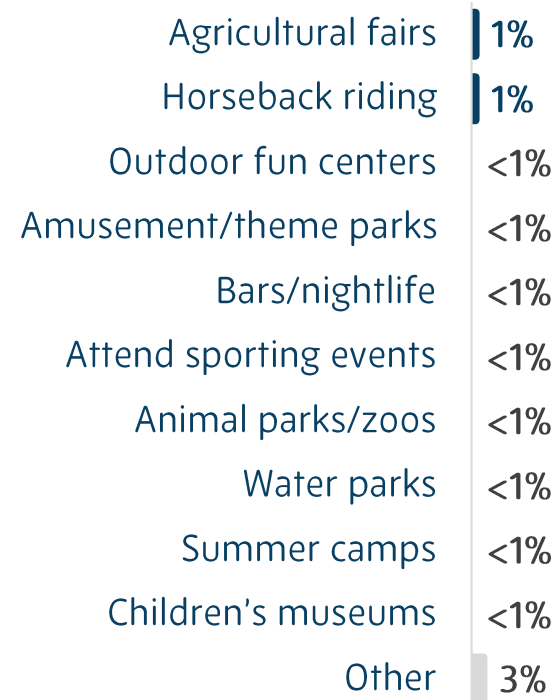 Agricultural fairs 1%
Horseback riding 1%
Outdoor fun centers <1%
Amusement/theme parks <1%
Bars/nightlife <1%
Attend sporting events <1%
Animal parks/zoos <1%
Water parks <1%
Summer camps <1%
Children's museums <1%
Other 3%